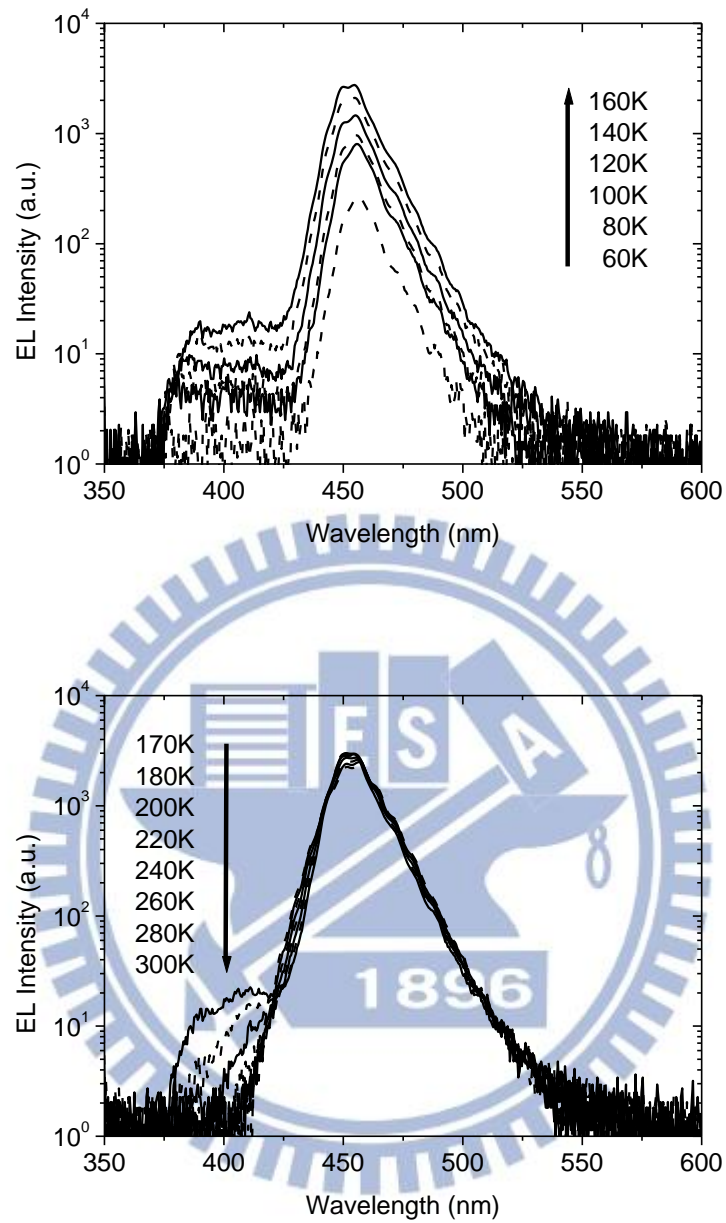 10^4
10^3
10^2
10^1
10^0
EL Intensity (a.u.)
160K
140K
120K
100K
80K
60K
350 400 450 500 550 600
Wavelength (nm)
10^4
10^3
10^2
10^1
10^0
EL Intensity (a.u.)
170K
180K
200K
220K
240K
260K
280K
300K
E S A
1896
350 400 450 500 550 600
Wavelength (nm)